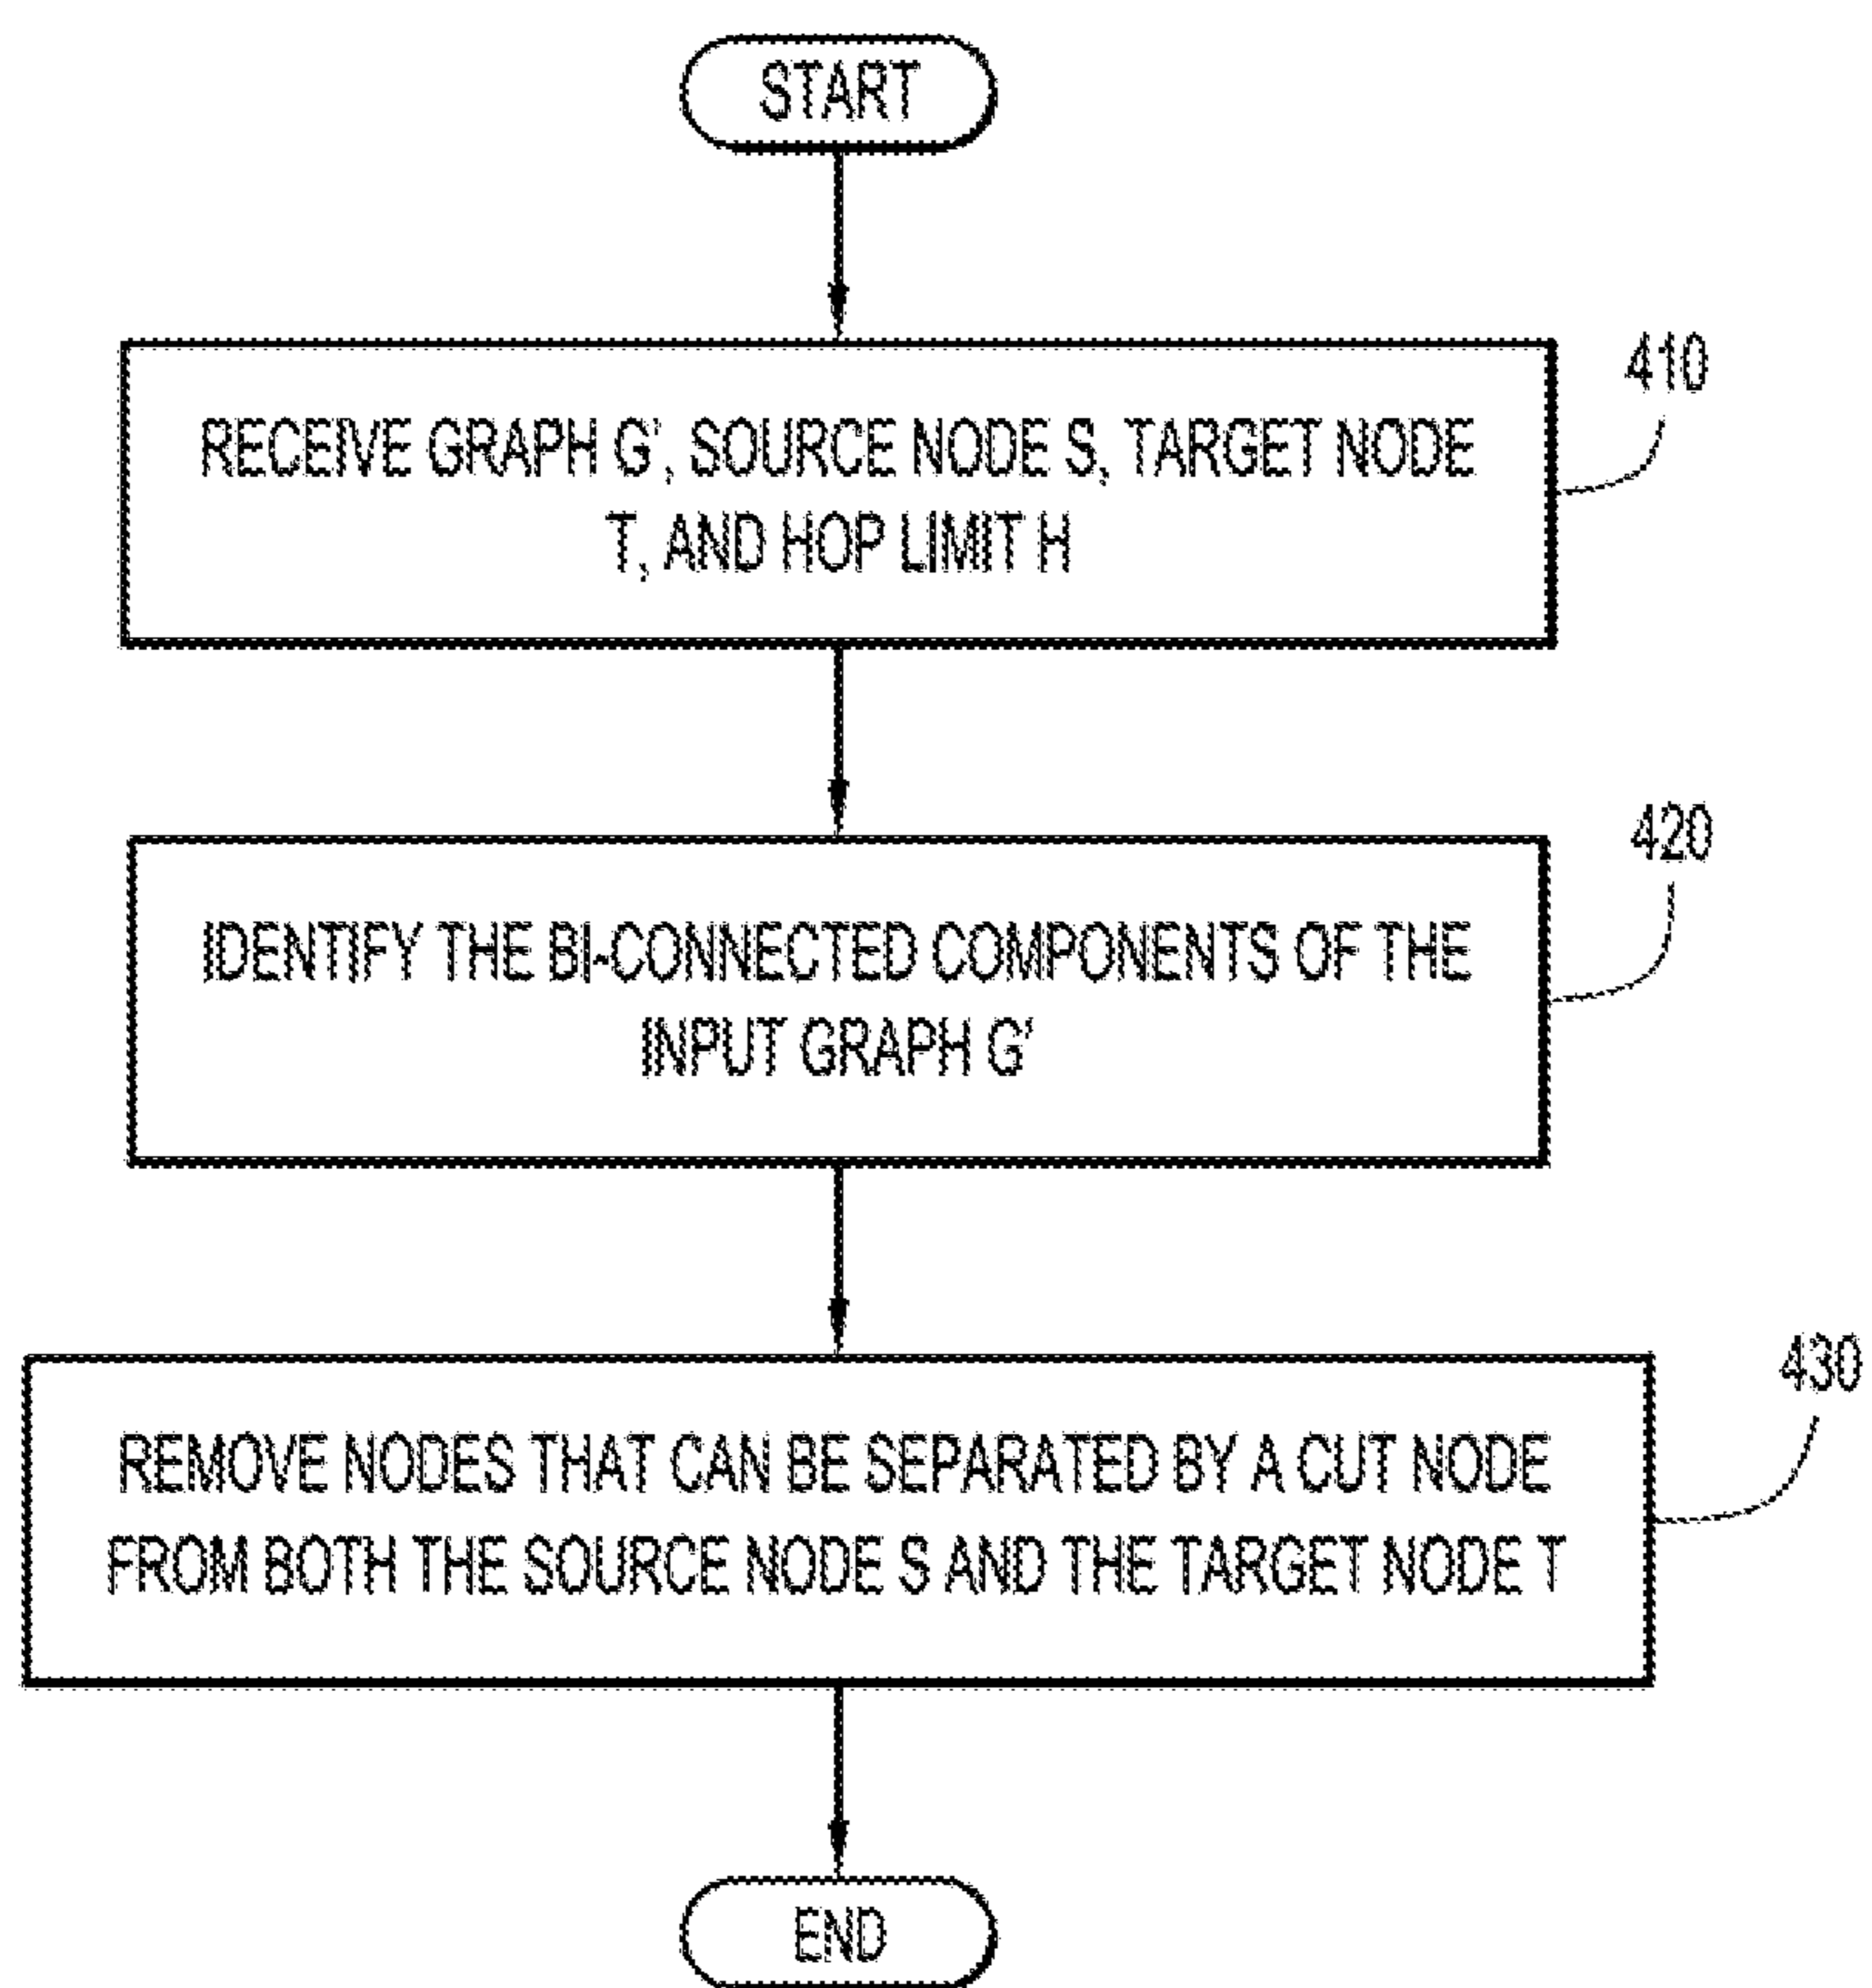 START
410
RECEIVE GRAPH G', SOURCE NODE S, TARGET NODE
T, AND HOP LIMIT H
420
IDENTIFY THE BI-CONNECTED COMPONENTS OF THE
INPUT GRAPH G'
430
REMOVE NODES THAT CAN BE SEPARATED BY A CUT NODE
FROM BOTH THE SOURCE NODE S AND THE TARGET NODE T
END